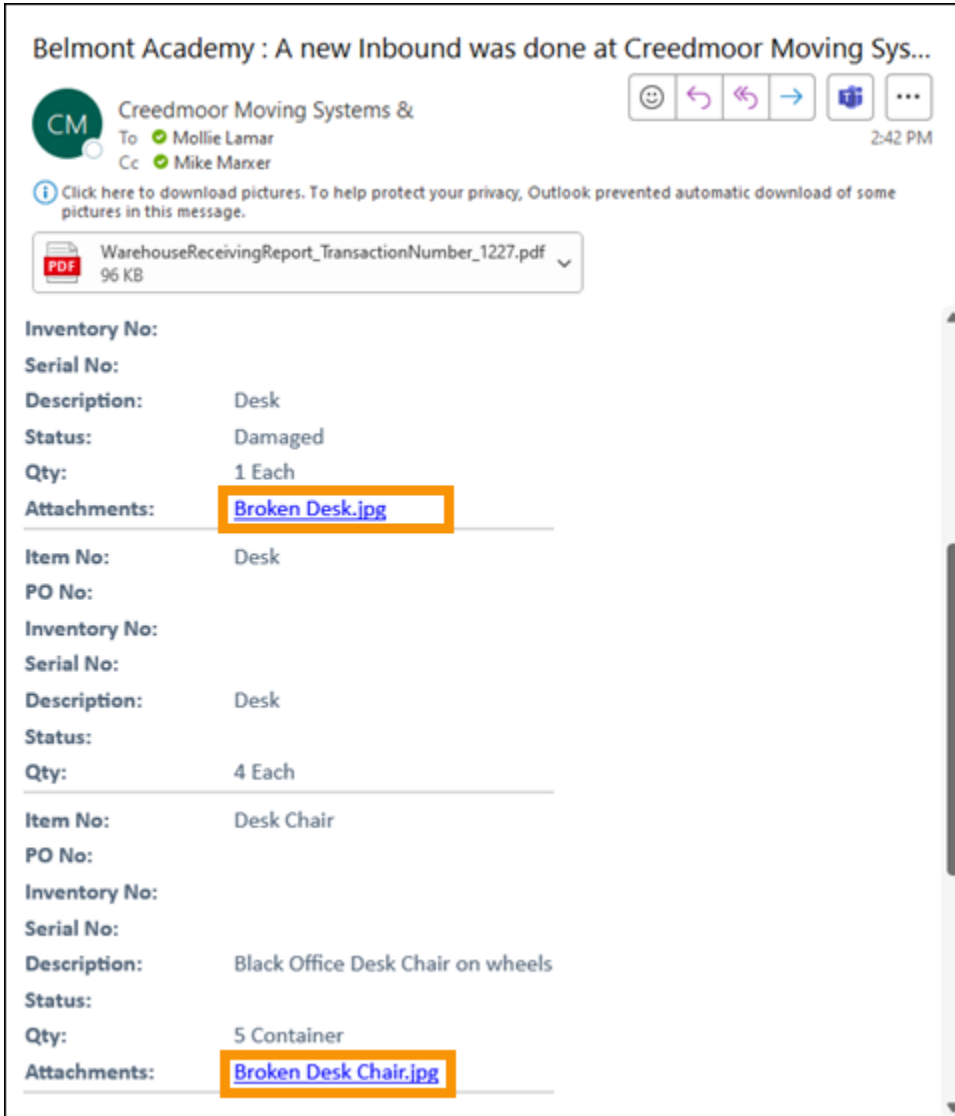 Belmont Academy : A new Inbound was done at Creedmoor Moving Sys...
CM
Creedmoor Moving Systems &
To Mollie Lamar
Cc Mike Marxer
2:42 PM
Click here to download pictures. To help protect your privacy, Outlook prevented automatic download of some
pictures in this message.
PDF
WarehouseReceivingReport_TransactionNumber_1227.pdf
96 KB
Inventory No:
Serial No:
Description: Desk
Status: Damaged
Qty: 1 Each
Attachments: Broken Desk.jpg
Item No: Desk
PO No:
Inventory No:
Serial No:
Description: Desk
Status:
Qty: 4 Each
Item No: Desk Chair
PO No:
Inventory No:
Serial No:
Description: Black Office Desk Chair on wheels
Status:
Qty: 5 Container
Attachments: Broken Desk Chair.jpg